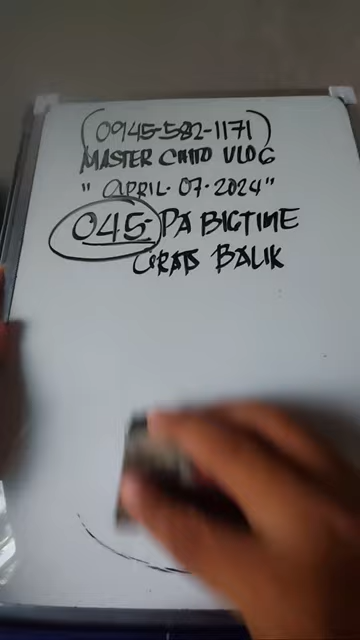 (0945-582-1171)
MASTER CHITO VLOG
"APRIL-07-2024"
045-PA BIGTIME
GRAB BALIK